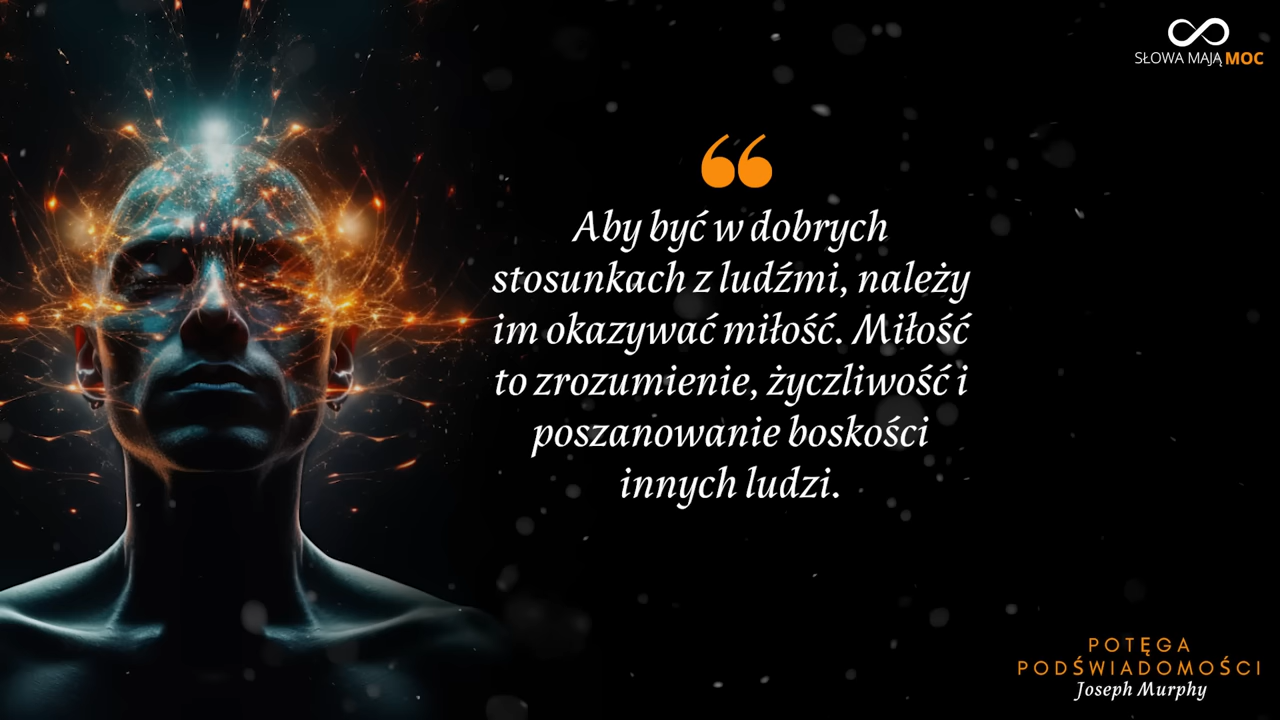 SŁOWA MAJĄ MOC
Aby być w dobrych
stosunkach z ludźmi, należy
im okazywać miłość. Miłość
to zrozumienie, życzliwość i
poszanowanie boskości
innych ludzi.
POTĘGA
PODŚWIADOMOŚCI
Joseph Murphy